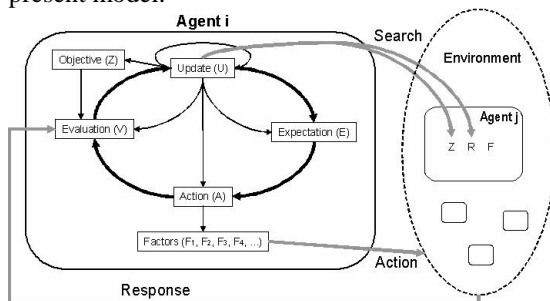 present model.
Agent i
Search
Environment
Objective (Z)
Update (U)
Agent j
Z R F
Evaluation (V)
Expectation (E)
Action (A)
Factors (F₁, F₂, F₃, F₄, ...)
Action
Response